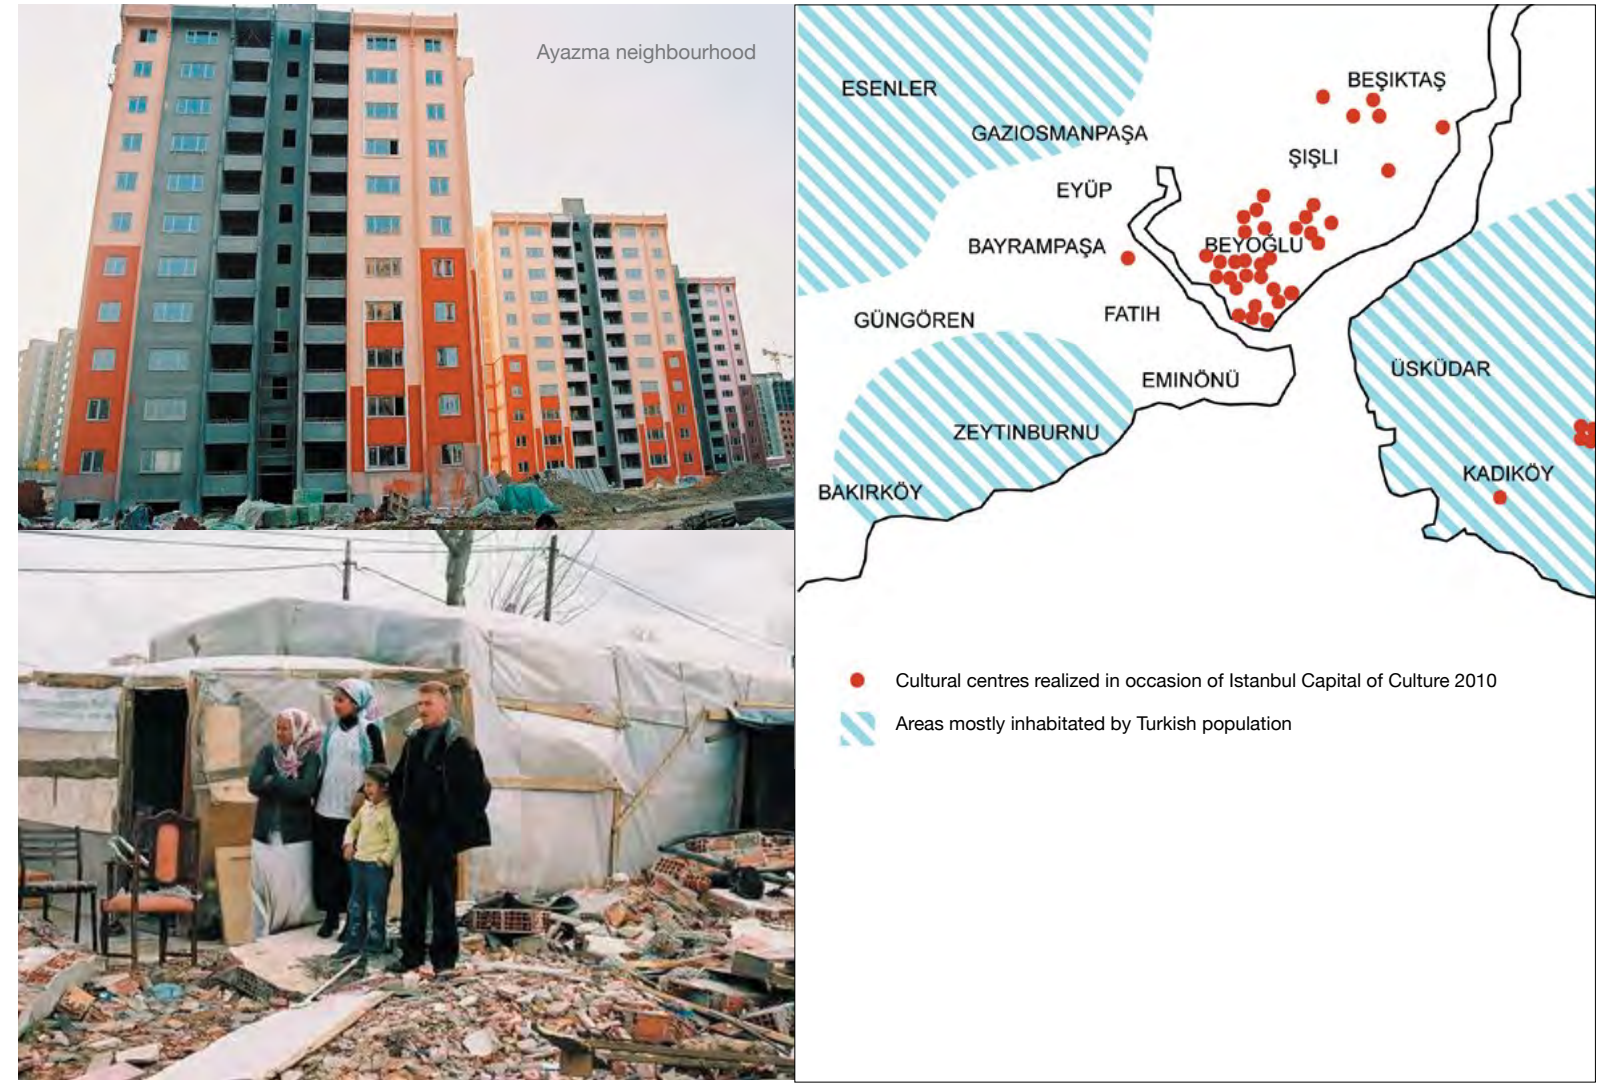 Ayazma neighbourhood
BEŞIKTAŞ
ESENLER
GAZIOSMANPAŞA
ŞIŞLI
EYÜP
BAYRAMPAŞA
BEYOĞLU
FATIH
GÜNGÖREN
ÜSKÜDAR
EMINÖNÜ
ZEYTINBURNU
KADIKÖY
BAKIRKÖY
Cultural centres realized in occasion of Istanbul Capital of Culture 2010
Areas mostly inhabitated by Turkish population